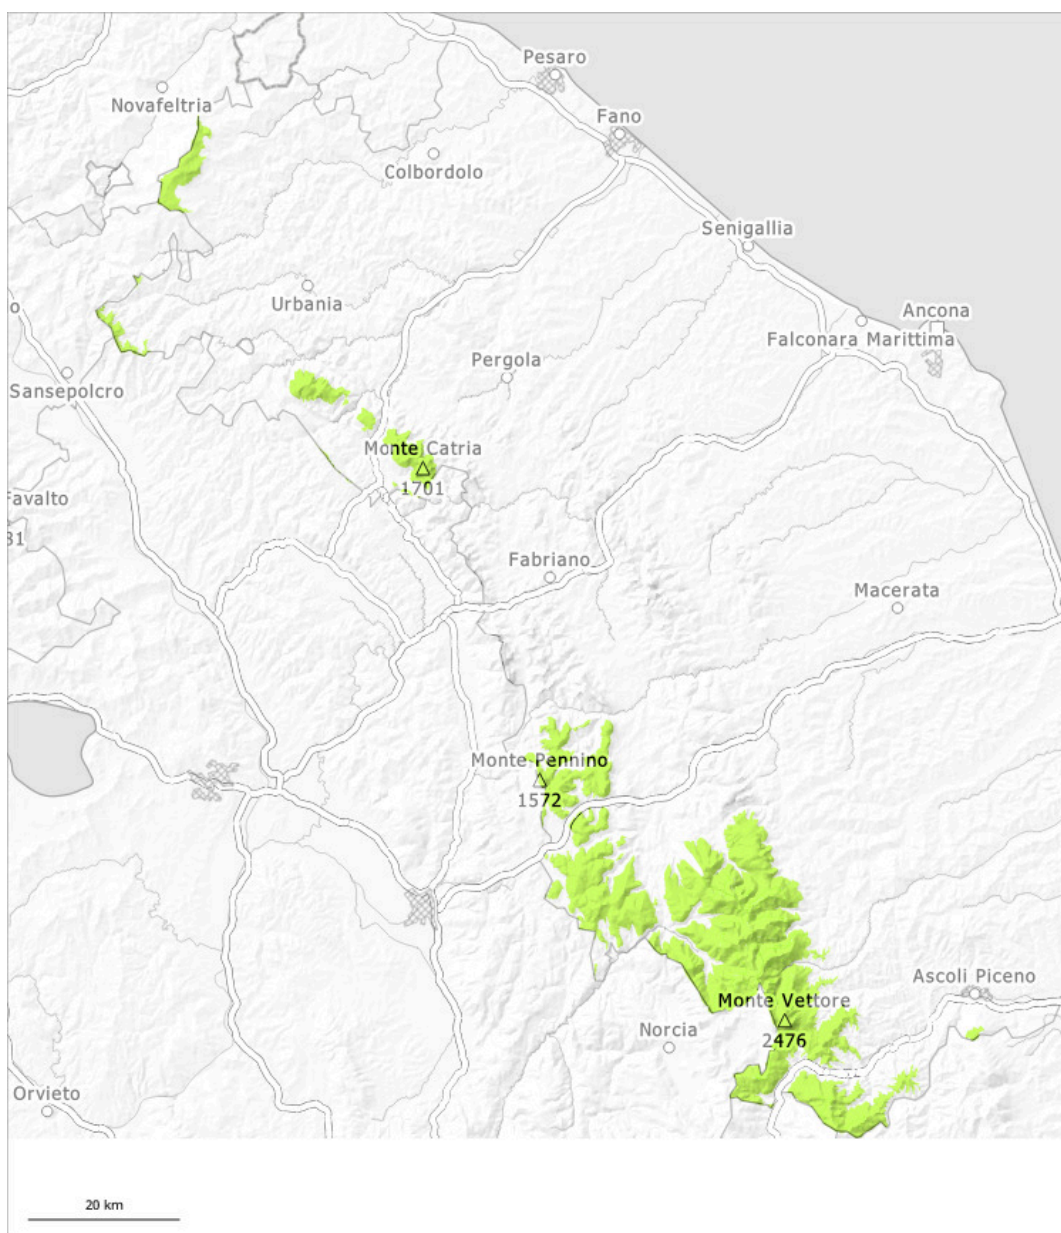 Pesaro
Novafeltria
Fano
Colbordolo
Senigallia
Urbania
o
Ancona
Falconara Marittima
Pergola
Sansepolcro
Monte Catria
1701
Favalto
31
Fabriano
Macerata
Monte Pennino
1572
Ascoli Piceno
Monte Vettore
Norcia
2476
Orvieto
20 km